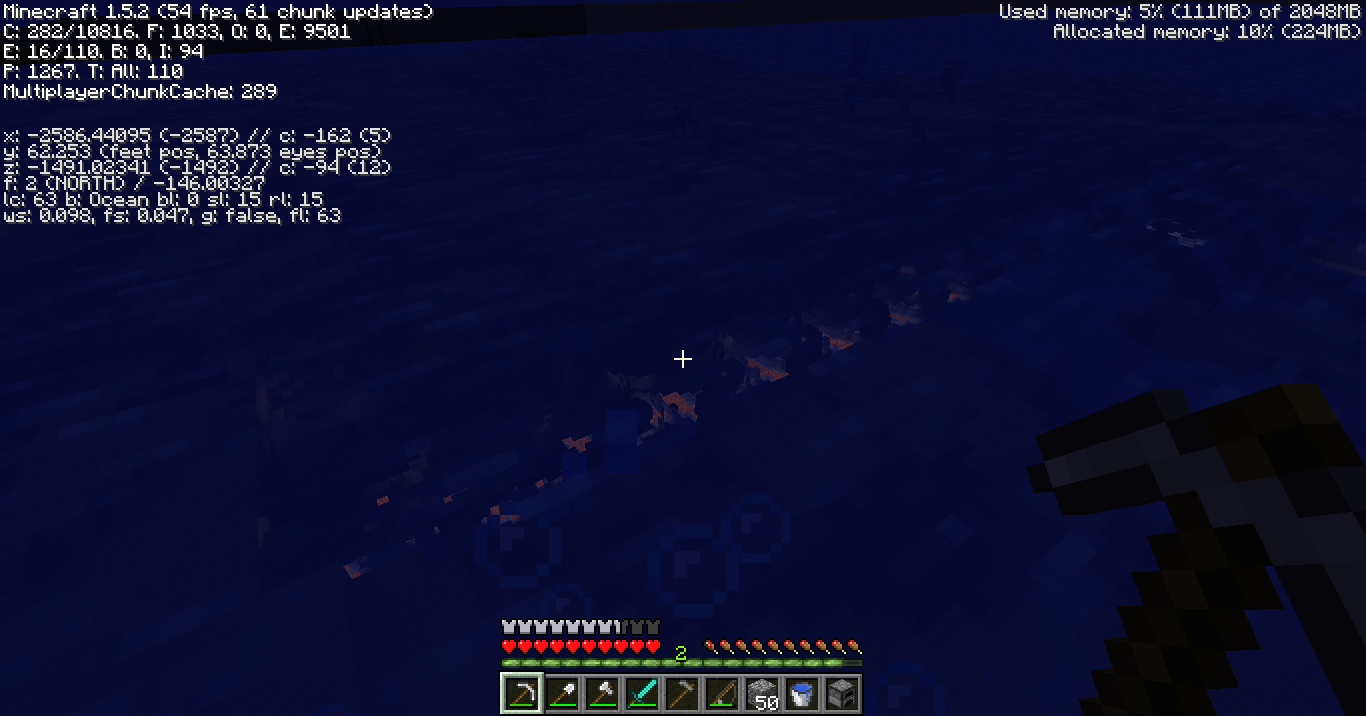 Minecraft 1.5.2 (54 fps, 61 chunk updates)
C: 282/10816. F: 1033, O: 0, E: 9501
E: 16/110. B: 0, I: 94
P: 1267. T: All: 110
MultiplayerChunkCache: 289
x: -2586.44095 (-2587) // c: -162 (5)
y: 62.253 (feet pos, 63.873 eyes pos)
z: -1491.02341 (-1492) // c: -94 (12)
f: 2 (NORTH) / -146.00327
lc: 63 b: Ocean bl: 0 sl: 15 rl: 15
ws: 0.098, fs: 0.047, g: false, fl: 63
Used memory: 5% (111MB) of 2048MB
Allocated memory: 10% (224MB)
2
50